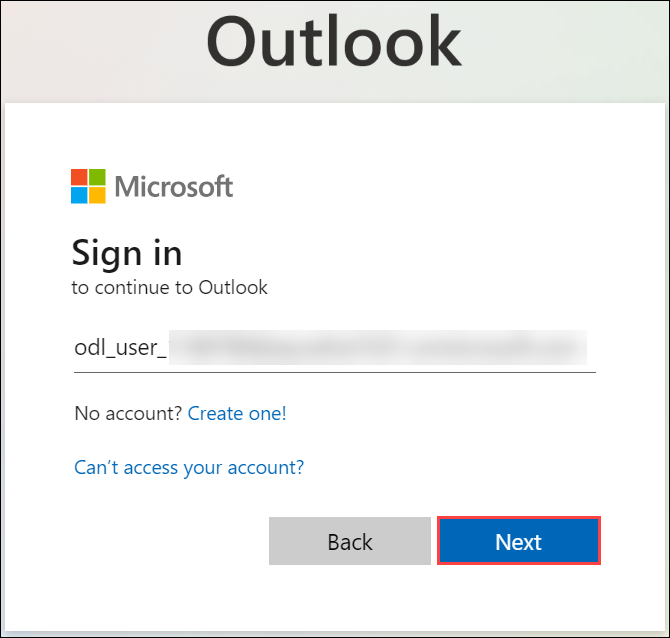 Outlook
Microsoft
Sign in
to continue to Outlook
odl_user_
No account? Create one!
Can't access your account?
Back Next